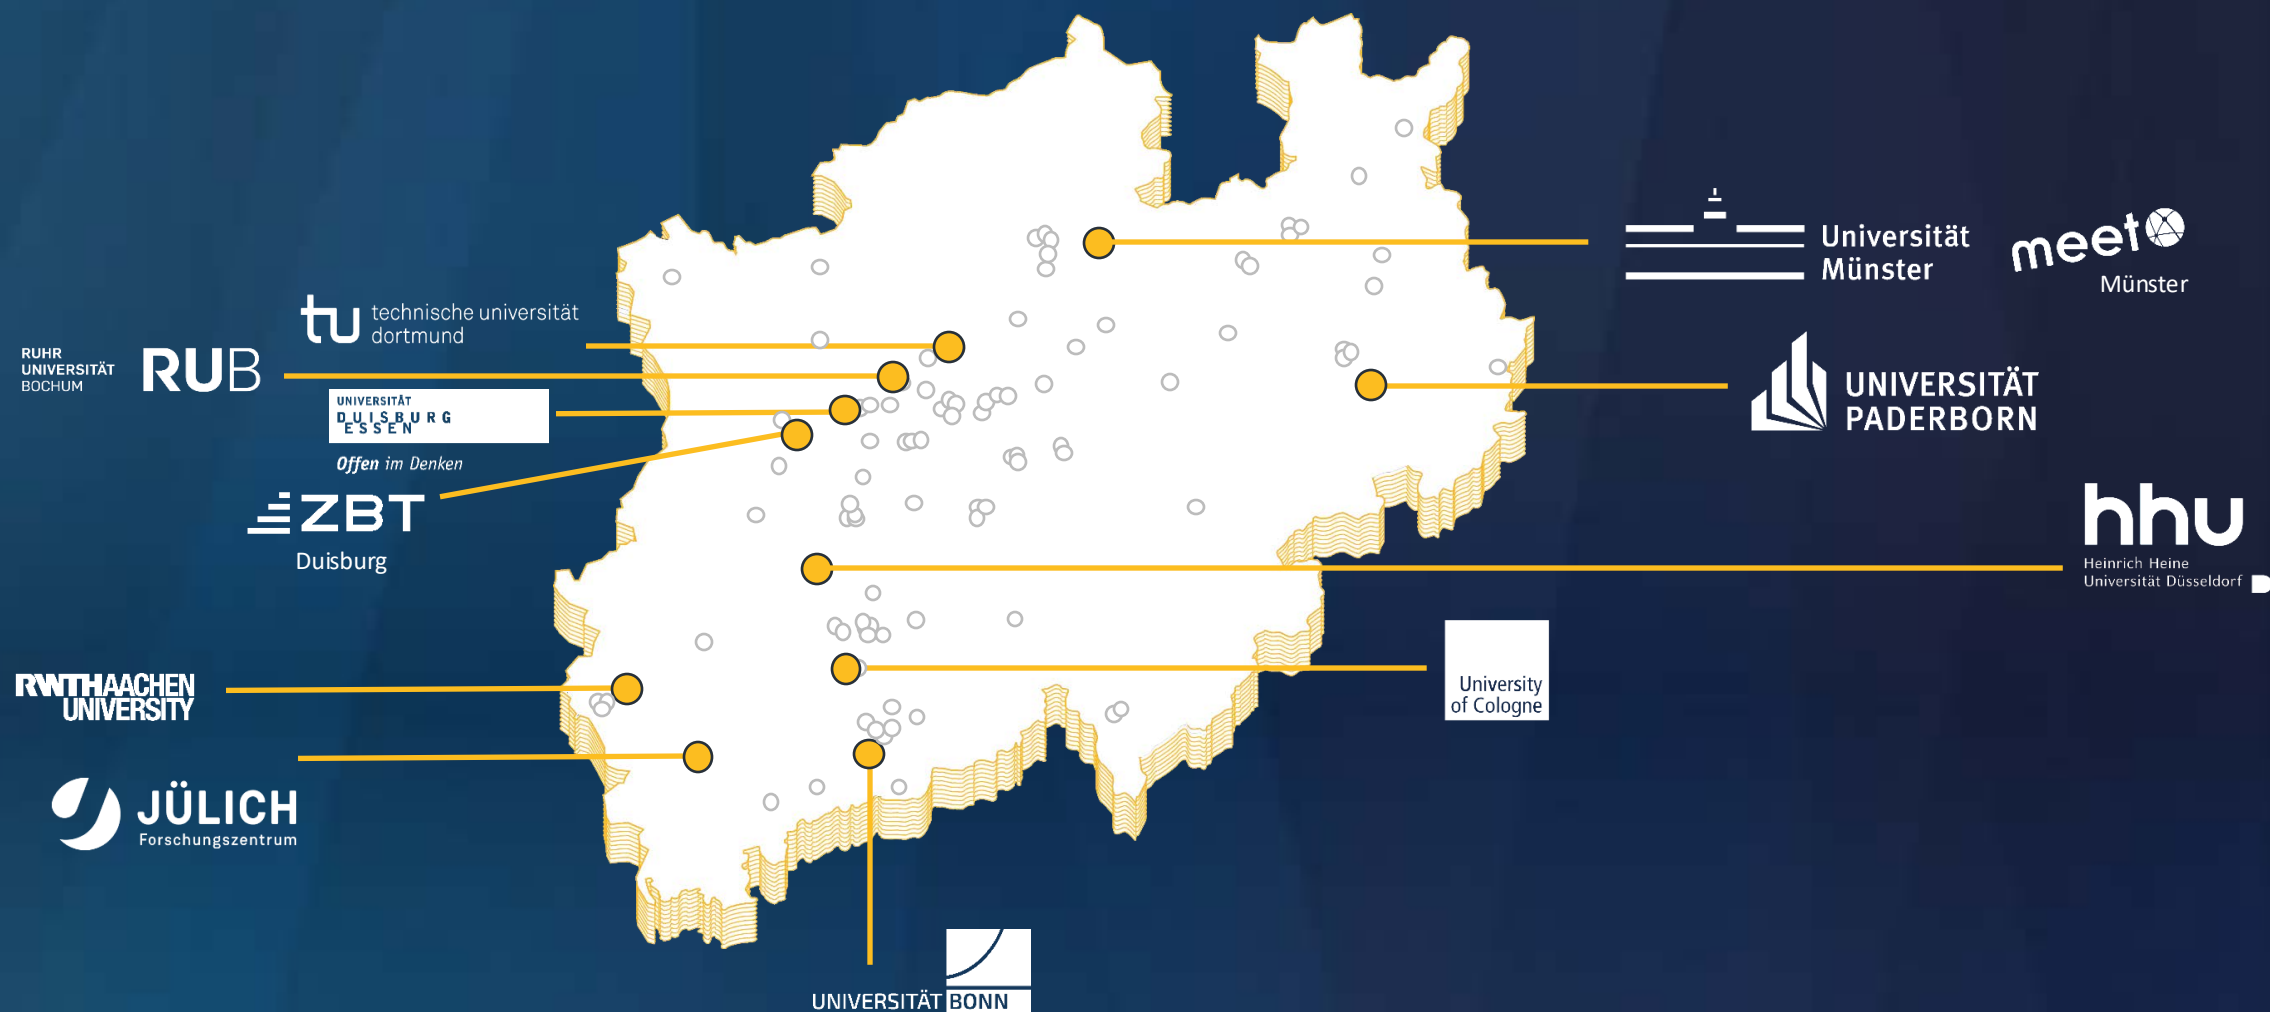 tu technische universität
dortmund
RUHR
UNIVERSITÄT
BOCHUM
RUB
UNIVERSITÄT
DUISBURG
ESSEN
Offen im Denken
ZBT
Duisburg
RWTHAACHEN
UNIVERSITY
JÜLICH
Forschungszentrum
UNIVERSITÄT BONN
Universität
Münster
meet
Münster
UNIVERSITÄT
PADERBORN
hhu
Heinrich Heine
Universität Düsseldorf
University
of Cologne